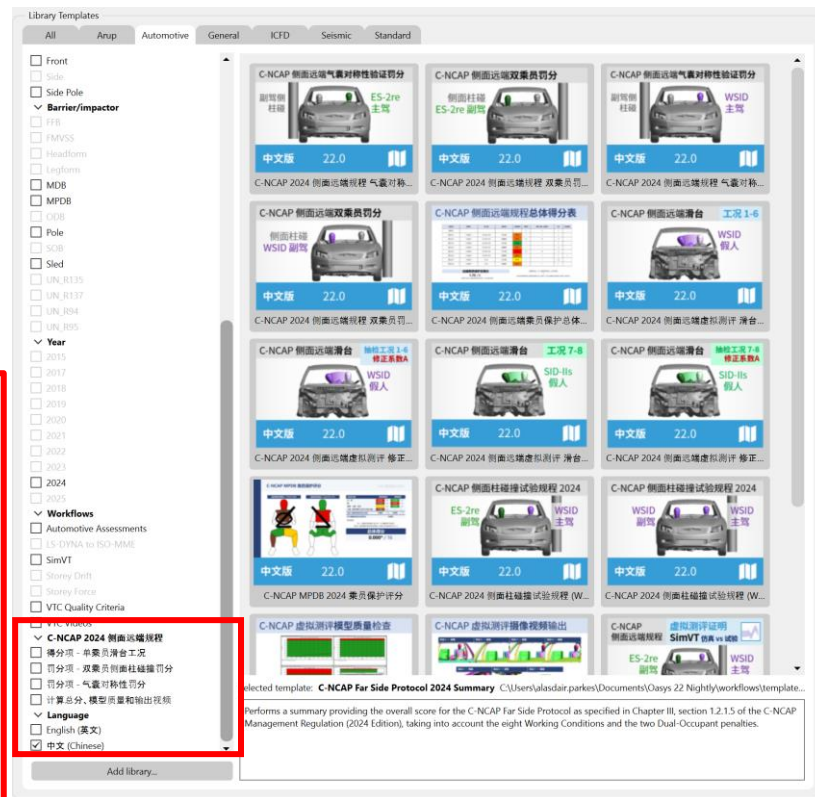 Library Templates
All Arup Automotive General ICFD Seismic Standard
Front
Side
Side Pole
Barrier/impactor
FFB
FMVSS
Headform
Legform
MDB
MPDB
ODB
Pole
SOB
Sled
UN_R135
UN_R137
UN_R94
UN_R95
Year
2015
2017
2018
2019
2020
2021
2022
2023
2024
2025
Workflows
Automotive Assessments
LS-DYNA to ISO-MME
SimVT
Storey Drift
Storey Force
VTC Quality Criteria
VTC Videos
C-NCAP 2024 侧面远端规程
得分项 - 单乘员滑台工况
罚分项 - 双乘员侧面柱碰撞罚分
罚分项 - 气囊对称性罚分
计算总分、模型质量和输出视频
Language
English (英文)
中文 (Chinese)
Add library...
C-NCAP 侧面远端气囊对称性验证罚分
副驾侧
柱碰
ES-2re
主驾
中文版 22.0
C-NCAP 2024 侧面远端规程 气囊对称...
C-NCAP 侧面远端双乘员罚分
侧面柱碰
ES-2re 副驾
中文版 22.0
C-NCAP 2024 侧面远端规程 双乘员罚...
C-NCAP 侧面远端气囊对称性验证罚分
副驾侧
柱碰
WSID
主驾
中文版 22.0
C-NCAP 2024 侧面远端规程 气囊对称...
C-NCAP 侧面远端双乘员罚分
侧面柱碰
WSID 副驾
中文版 22.0
C-NCAP 2024 侧面远端规程 双乘员罚...
C-NCAP 侧面远端规程总体得分表
中文版 22.0
C-NCAP 2024 侧面远端乘员保护总体...
C-NCAP 侧面远端滑台 工况 1-6
WSID
假人
中文版 22.0
C-NCAP 2024 侧面远端虚拟测评 滑台...
C-NCAP 侧面远端滑台 抽检工况 1-6
修正系数A
WSID
假人
中文版 22.0
C-NCAP 2024 侧面远端虚拟测评 修正...
C-NCAP 侧面远端滑台 工况 7-8
SID-IIs
假人
中文版 22.0
C-NCAP 2024 侧面远端虚拟测评 滑台...
C-NCAP 侧面远端滑台 抽检工况 7-8
修正系数A
SID-IIs
假人
中文版 22.0
C-NCAP 2024 侧面远端虚拟测评 修正...
C-NCAP MPDB 乘员保护评分
中文版 22.0
C-NCAP MPDB 2024 乘员保护评分
C-NCAP 侧面柱碰撞试验规程 2024
ES-2re
副驾
WSID
主驾
中文版 22.0
C-NCAP 2024 侧面柱碰撞试验规程 (W...
C-NCAP 侧面柱碰撞试验规程 2024
WSID
副驾
WSID
主驾
中文版 22.0
C-NCAP 2024 侧面柱碰撞试验规程 (W...
C-NCAP 虚拟测评模型质量检查
C-NCAP 虚拟测评摄像视频输出
C-NCAP
侧面远端规程
虚拟测评证明
SimVT 仿真 vs 试验
ES-2re
副驾
WSID
主驾
elected template: C-NCAP Far Side Protocol 2024 Summary C:\Users\alasdair.parkes\Documents\Oasys 22 Nightly\workflows\template...
Performs a summary providing the overall score for the C-NCAP Far Side Protocol as specified in Chapter III, section 1.2.1.5 of the C-NCAP
Management Regulation (2024 Edition), taking into account the eight Working Conditions and the two Dual-Occupant penalties.